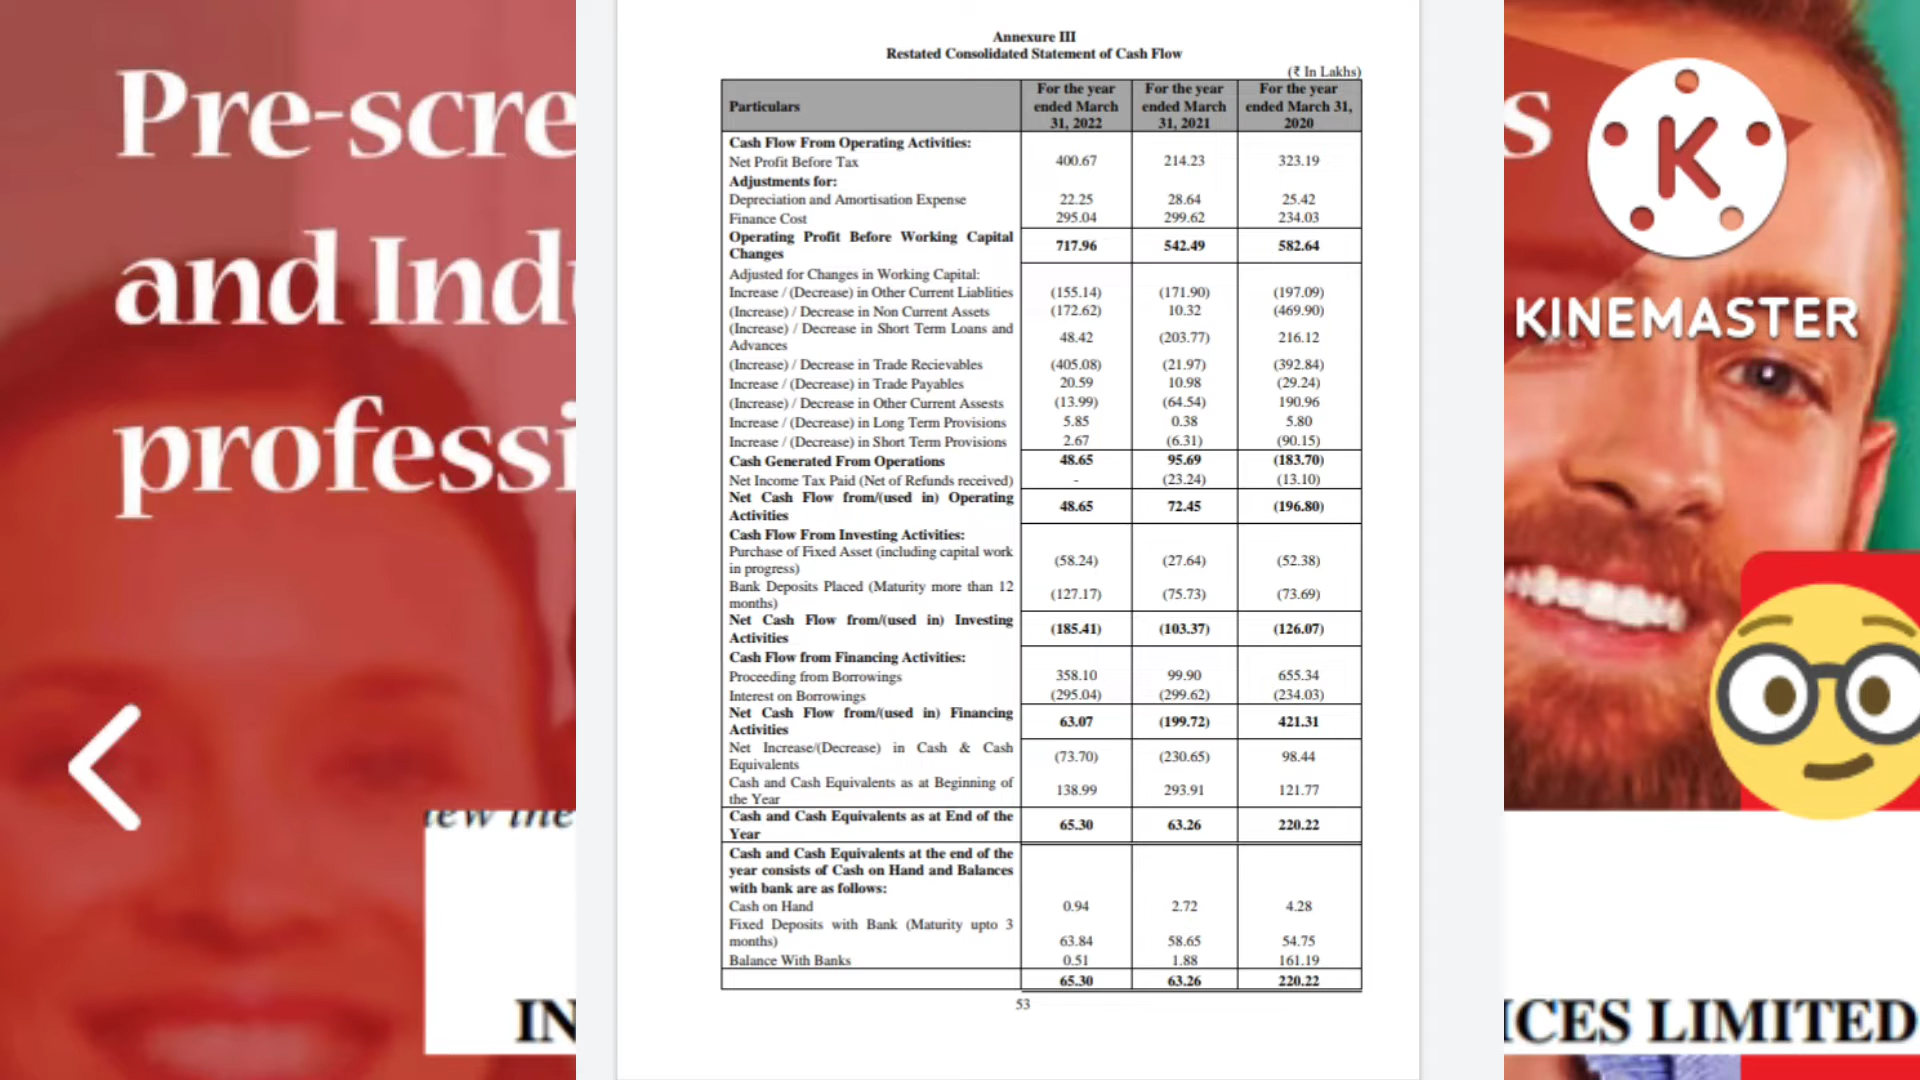 Pre-scre
and Ind
professi
s
K
KINEMASTER
Annexure III
Restated Consolidated Statement of Cash Flow
(₹ In Lakhs)
Particulars For the year ended March 31, 2022 For the year ended March 31, 2021 For the year ended March 31, 2020
Cash Flow From Operating Activities:
Net Profit Before Tax 400.67 214.23 323.19
Adjustments for:
Depreciation and Amortisation Expense 22.25 28.64 25.42
Finance Cost 295.04 299.62 234.03
Operating Profit Before Working Capital
Changes 717.96 542.49 582.64
Adjusted for Changes in Working Capital:
Increase / (Decrease) in Other Current Liablities (155.14) (171.90) (197.09)
(Increase) / Decrease in Non Current Assets (172.62) 10.32 (469.90)
(Increase) / Decrease in Short Term Loans and
Advances 48.42 (203.77) 216.12
(Increase) / Decrease in Trade Recievables (405.08) (21.97) (392.84)
Increase / (Decrease) in Trade Payables 20.59 10.98 (29.24)
(Increase) / Decrease in Other Current Assests (13.99) (64.54) 190.96
Increase / (Decrease) in Long Term Provisions 5.85 0.38 5.80
Increase / (Decrease) in Short Term Provisions 2.67 (6.31) (90.15)
Cash Generated From Operations 48.65 95.69 (183.70)
Net Income Tax Paid (Net of Refunds received) - (23.24) (13.10)
Net Cash Flow from/(used in) Operating
Activities 48.65 72.45 (196.80)
Cash Flow From Investing Activities:
Purchase of Fixed Asset (including capital work
in progress) (58.24) (27.64) (52.38)
Bank Deposits Placed (Maturity more than 12
months) (127.17) (75.73) (73.69)
Net Cash Flow from/(used in) Investing
Activities (185.41) (103.37) (126.07)
Cash Flow from Financing Activities:
Proceeding from Borrowings 358.10 99.90 655.34
Interest on Borrowings (295.04) (299.62) (234.03)
Net Cash Flow from/(used in) Financing
Activities 63.07 (199.72) 421.31
Net Increase/(Decrease) in Cash & Cash
Equivalents (73.70) (230.65) 98.44
Cash and Cash Equivalents as at Beginning of
the Year 138.99 293.91 121.77
Cash and Cash Equivalents as at End of the
Year 65.30 63.26 220.22
Cash and Cash Equivalents at the end of the
year consists of Cash on Hand and Balances
with bank are as follows:
Cash on Hand 0.94 2.72 4.28
Fixed Deposits with Bank (Maturity upto 3
months) 63.84 58.65 54.75
Balance With Banks 0.51 1.88 161.19
65.30 63.26 220.22
53
iew the
IN
ICES LIMITED